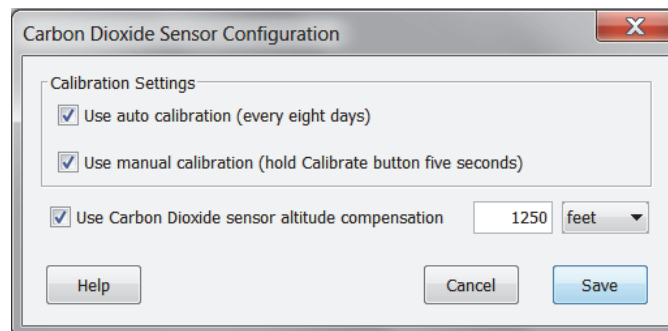 Carbon Dioxide Sensor Configuration
Calibration Settings
Use auto calibration (every eight days)
Use manual calibration (hold Calibrate button five seconds)
Use Carbon Dioxide sensor altitude compensation 1250 feet
Help Cancel Save